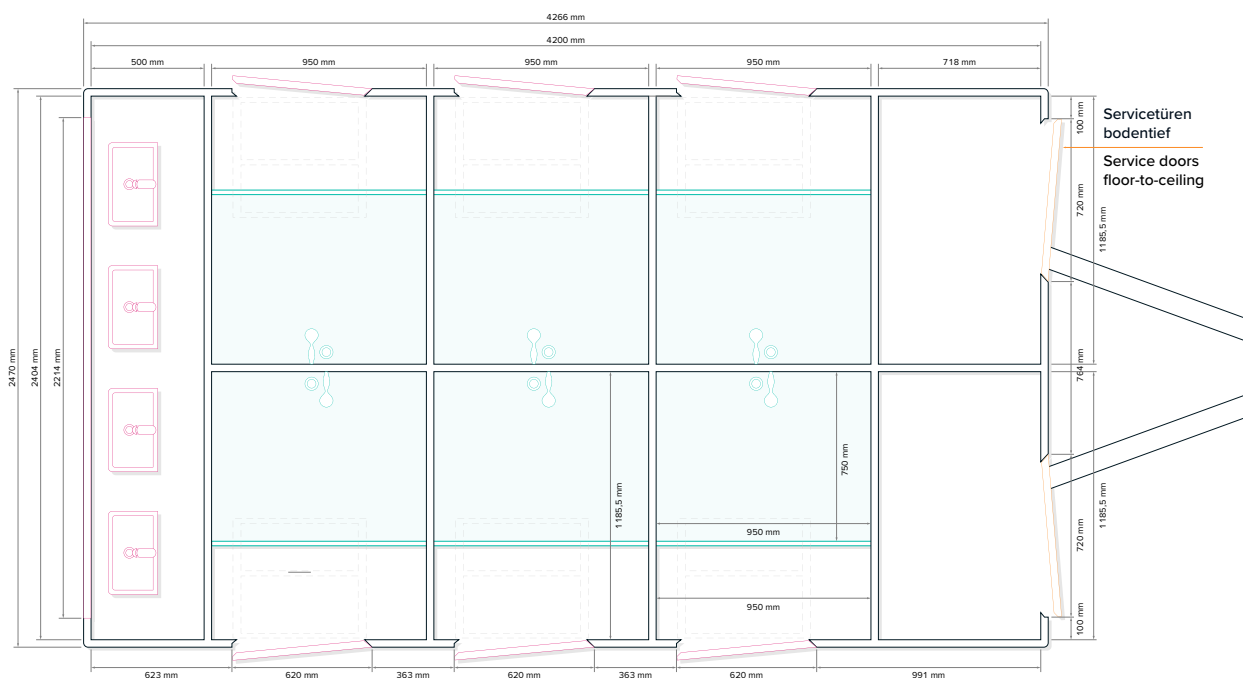 4266 mm
4200 mm
500 mm
950 mm
950 mm
950 mm
718 mm
2470 mm
2404 mm
2214 mm
100 mm
720 mm
1185,5 mm
764 mm
Servicetüren
bodentief
Service doors
floor-to-ceiling
750 mm
1185,5 mm
950 mm
950 mm
1185,5 mm
720 mm
100 mm
623 mm
620 mm
363 mm
620 mm
363 mm
620 mm
991 mm